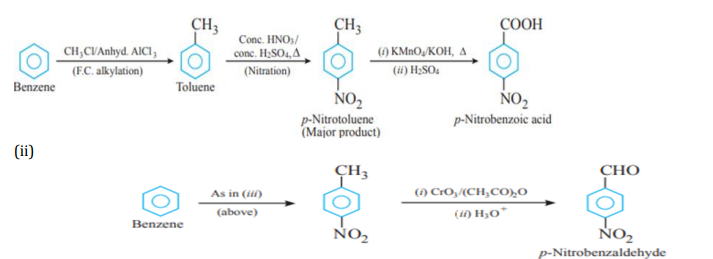 CH3 CH3 COOH
CH3Cl/Anhyd. AlCl3
(F.C. alkylation)
Conc. HNO3/
conc. H2SO4,Δ
(Nitration)
(i) KMnO4/KOH, Δ
(ii) H2SO4
Benzene
Toluene
NO2 NO2
p-Nitrotoluene
(Major product)
p-Nitrobenzoic acid
(ii)
CH3 CHO
As in (iii)
(above)
(i) CrO3/(CH3CO)2O
(ii) H3O+
Benzene
NO2 NO2
p-Nitrobenzaldehyde